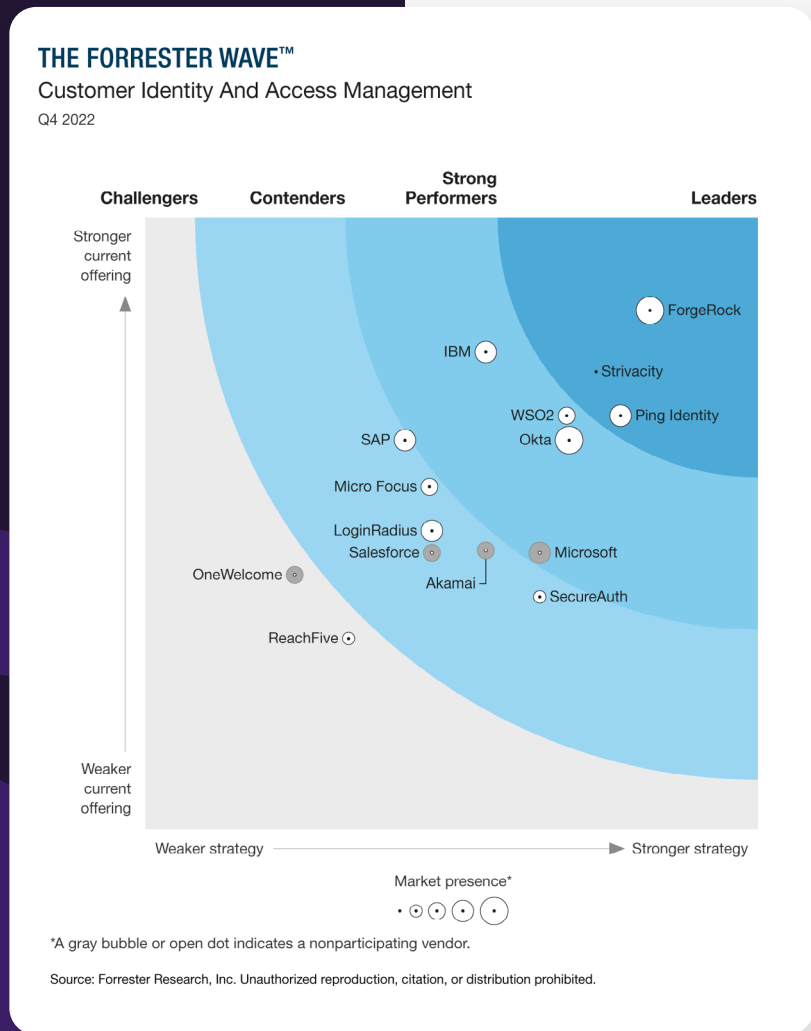 THE FORRESTER WAVE™
Customer Identity And Access Management
Q4 2022
Challengers
Contenders
Strong
Performers
Leaders
Stronger
current
offering
ForgeRock
IBM
Strivacity
WSO2
Ping Identity
Okta
SAP
Micro Focus
LoginRadius
Salesforce
Microsoft
Akamai
OneWelcome
SecureAuth
ReachFive
Weaker
current
offering
Weaker strategy
Stronger strategy
Market presence*
*A gray bubble or open dot indicates a nonparticipating vendor.
Source: Forrester Research, Inc. Unauthorized reproduction, citation, or distribution prohibited.